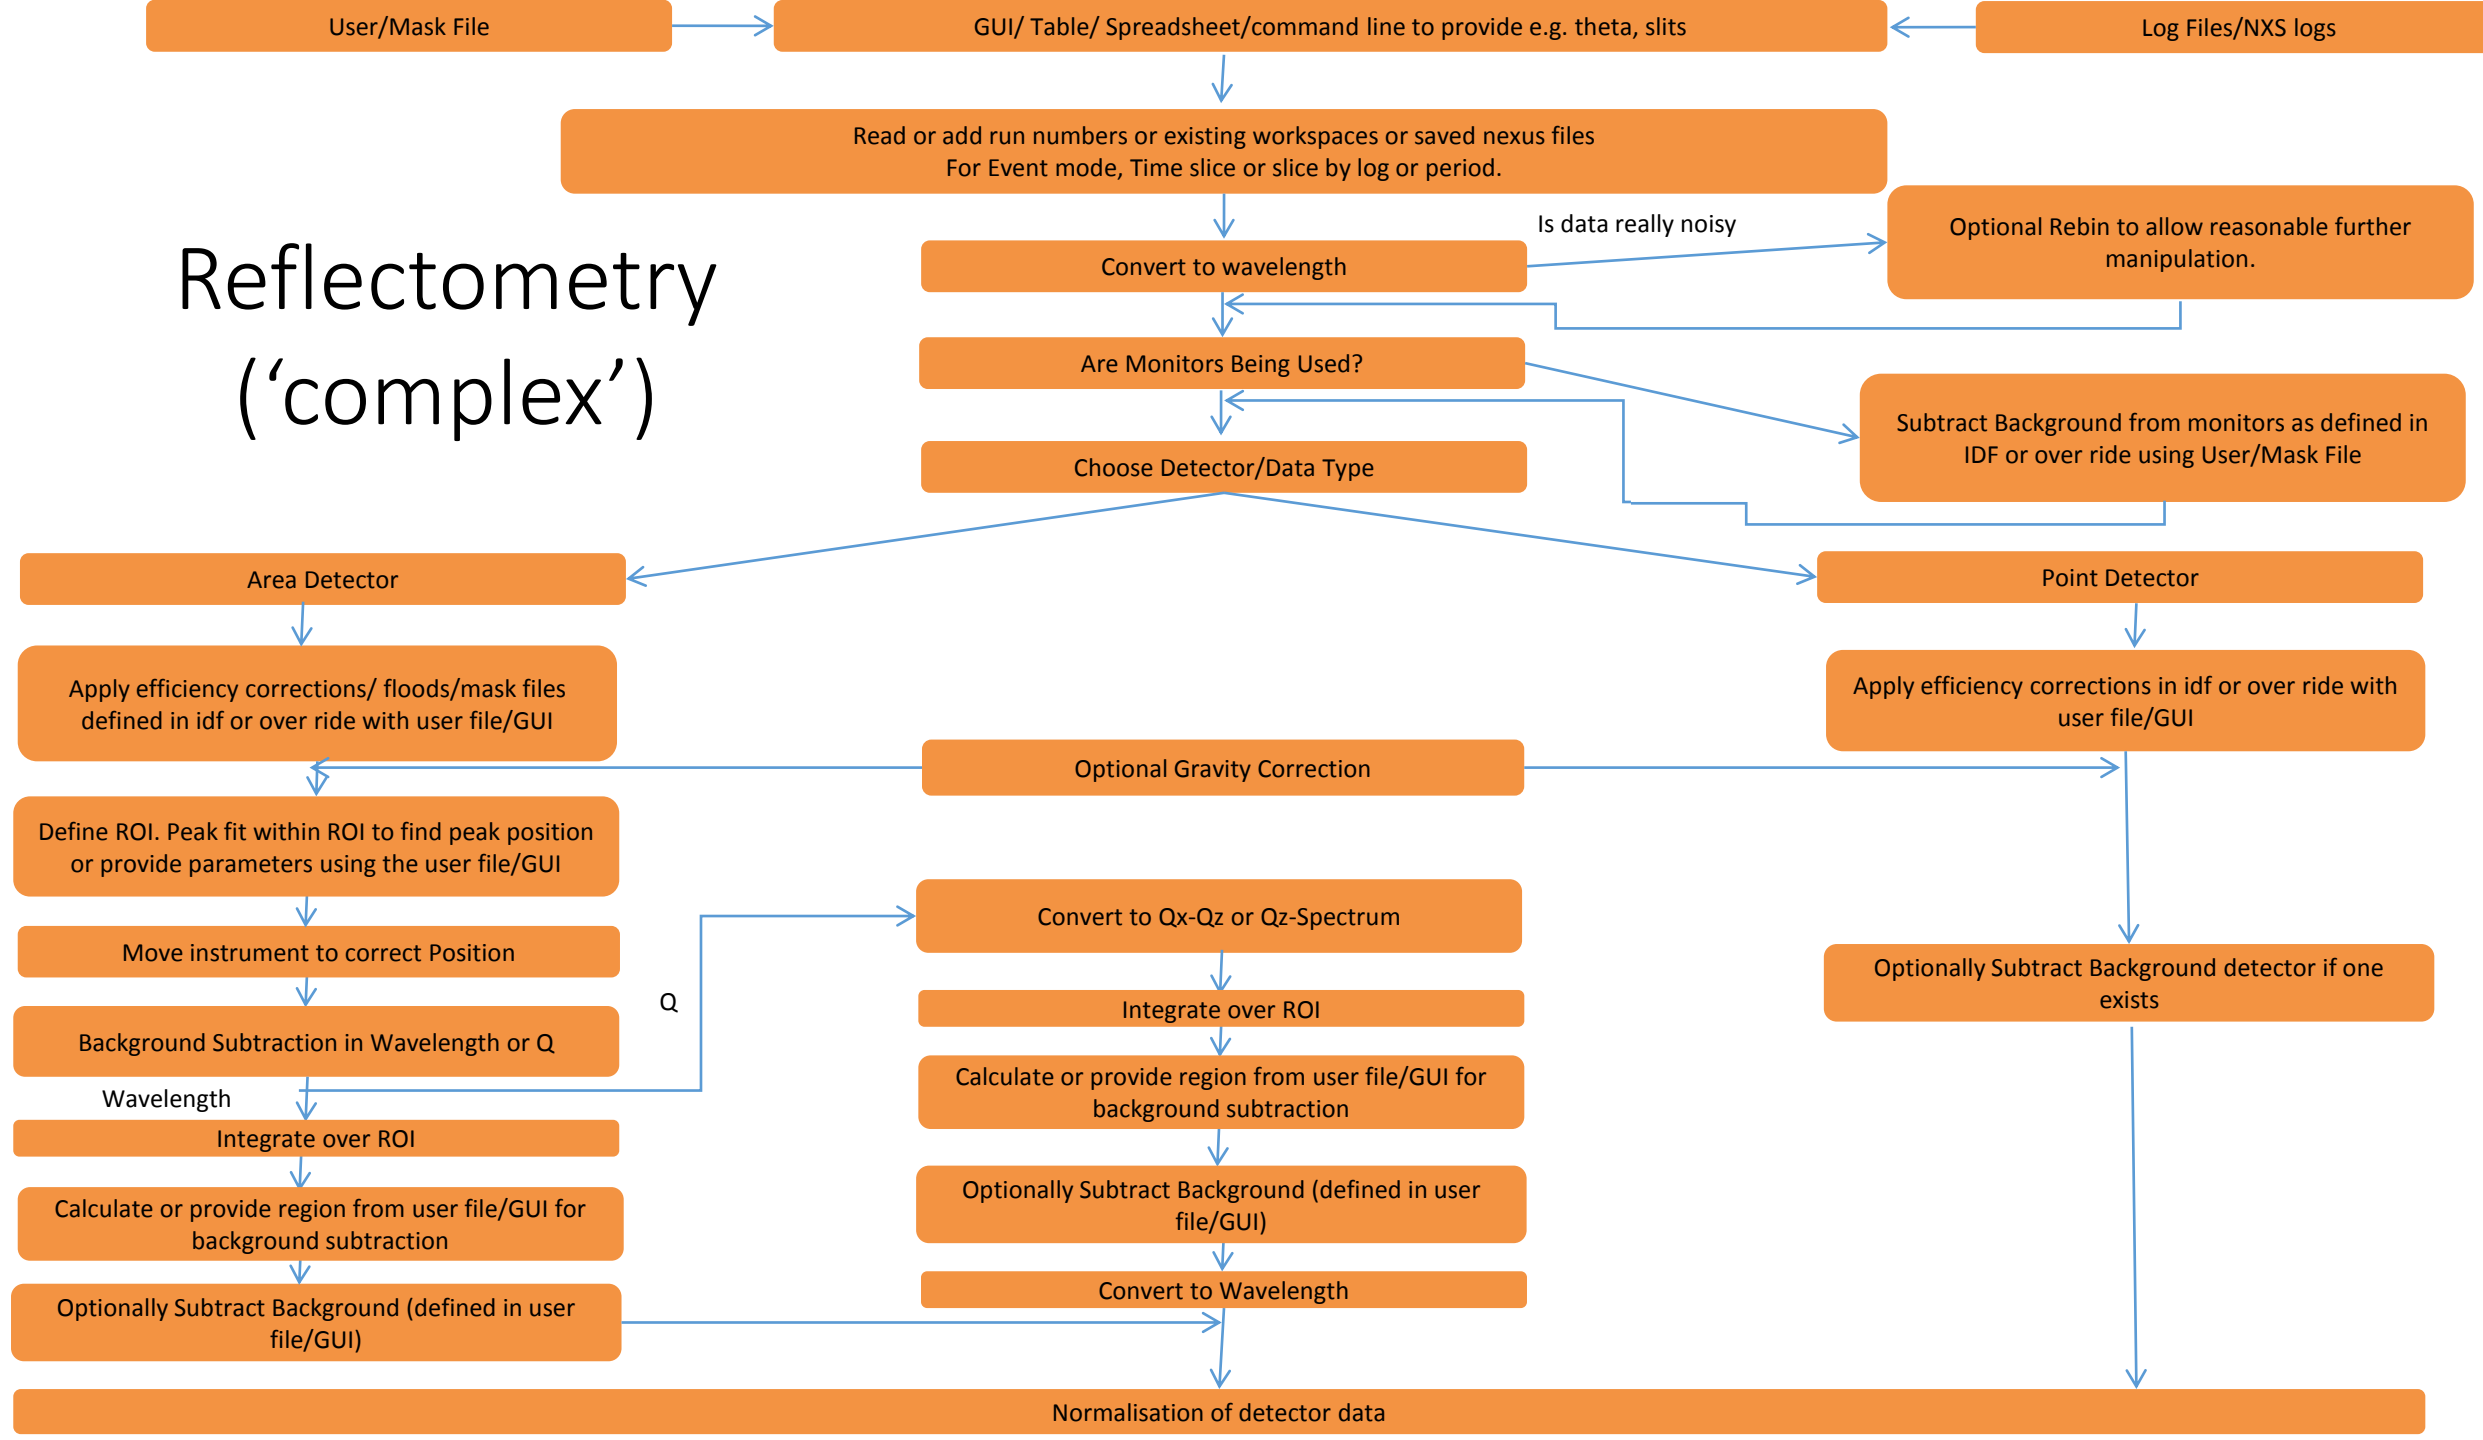 User/Mask File
GUI/ Table/ Spreadsheet/command line to provide e.g. theta, slits
Log Files/NXS logs
Read or add run numbers or existing workspaces or saved nexus files
For Event mode, Time slice or slice by log or period.
Reflectometry
(‘complex’)
Is data really noisy
Convert to wavelength
Optional Rebin to allow reasonable further
manipulation.
Are Monitors Being Used?
Subtract Background from monitors as defined in
IDF or over ride using User/Mask File
Choose Detector/Data Type
Area Detector
Point Detector
Apply efficiency corrections/ floods/mask files
defined in idf or over ride with user file/GUI
Apply efficiency corrections in idf or over ride with
user file/GUI
Optional Gravity Correction
Define ROI. Peak fit within ROI to find peak position
or provide parameters using the user file/GUI
Move instrument to correct Position
Background Subtraction in Wavelength or Q
Wavelength
Q
Integrate over ROI
Calculate or provide region from user file/GUI for
background subtraction
Optionally Subtract Background (defined in user
file/GUI)
Convert to Qx-Qz or Qz-Spectrum
Integrate over ROI
Calculate or provide region from user file/GUI for
background subtraction
Optionally Subtract Background (defined in user
file/GUI)
Convert to Wavelength
Optionally Subtract Background detector if one
exists
Normalisation of detector data